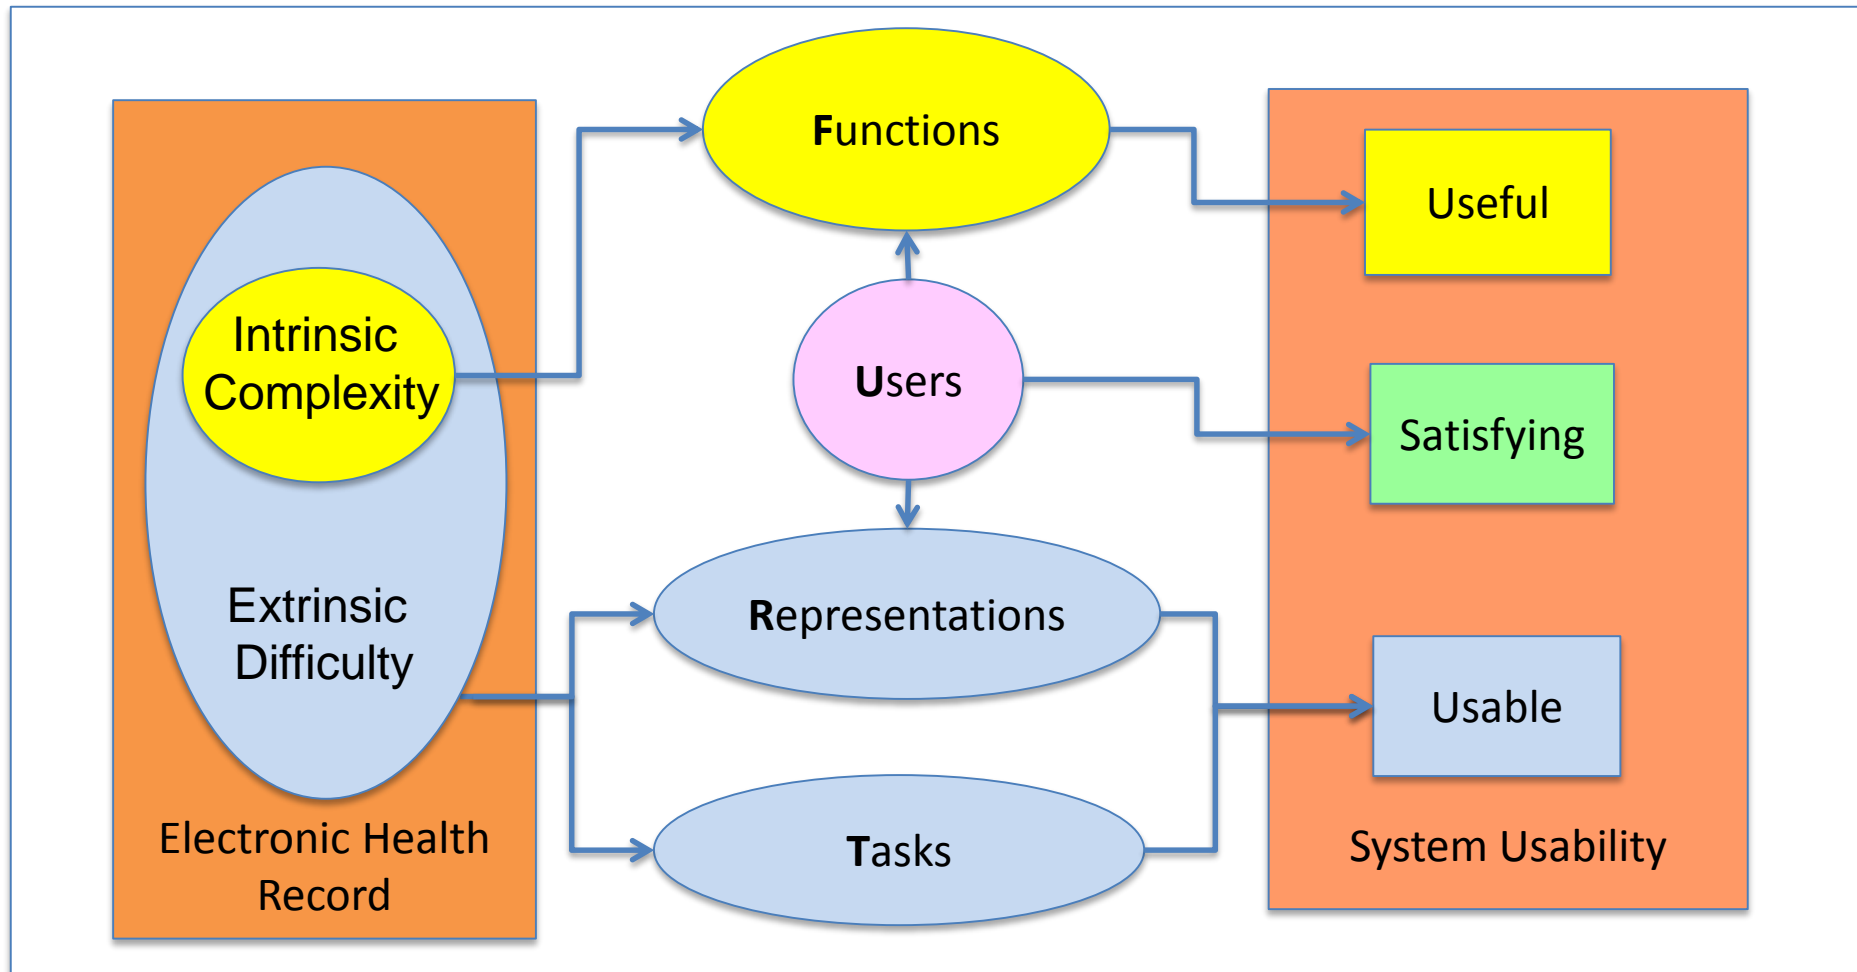 Intrinsic
Complexity
Extrinsic
Difficulty
Electronic Health
Record
Functions
Users
Representations
Tasks
Useful
Satisfying
Usable
System Usability